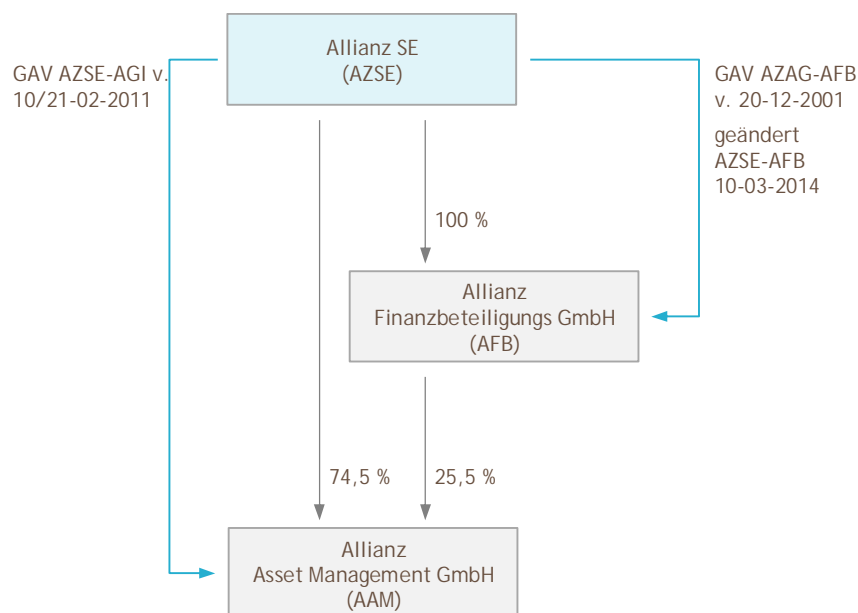 Allianz SE
(AZSE)
GAV AZSE-AGI v.
10/21-02-2011
GAV AZAG-AFB
v. 20-12-2001
geändert
AZSE-AFB
10-03-2014
100 %
Allianz
Finanzbeteiligungs GmbH
(AFB)
74,5 %
25,5 %
Allianz
Asset Management GmbH
(AAM)